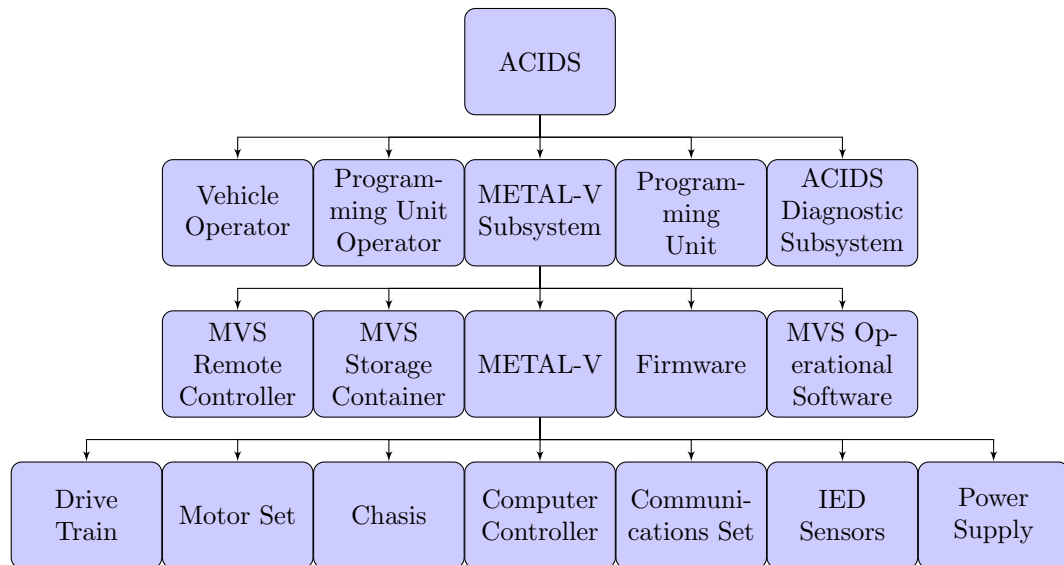 ACIDS
Vehicle
Operator
Program-
ming Unit
Operator
METAL-V
Subsystem
Program-
ming
Unit
ACIDS
Diagnostic
Subsystem
MVS
Remote
Controller
MVS
Storage
Container
METAL-V
Firmware
MVS Op-
erational
Software
Drive
Train
Motor Set
Chasis
Computer
Controller
Communi-
cations Set
IED
Sensors
Power
Supply